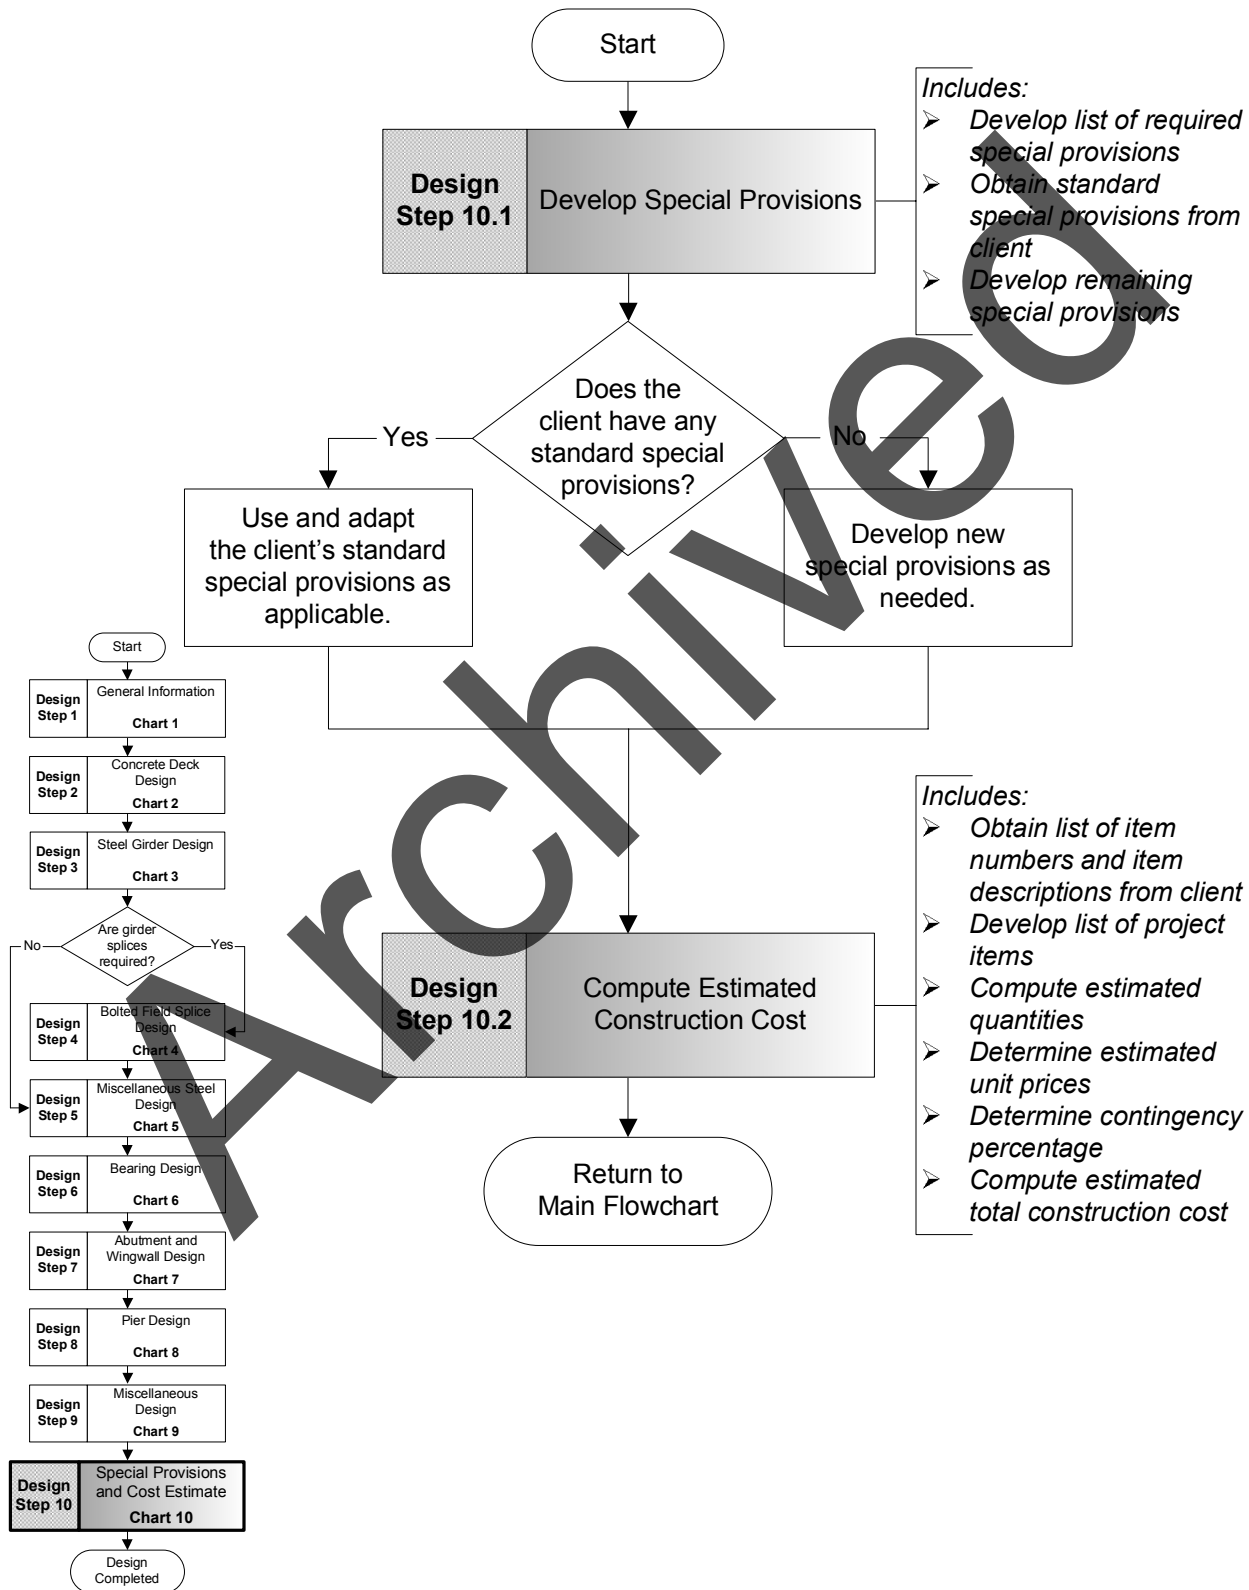 Start
Design
Step 10.1
Develop Special Provisions
Includes:
➢ Develop list of required
special provisions
➢ Obtain standard
special provisions from
client
➢ Develop remaining
special provisions
Does the
client have any
standard special
provisions?
Yes
No
Use and adapt
the client's standard
special provisions as
applicable.
Develop new
special provisions as
needed.
Design
Step 10.2
Compute Estimated
Construction Cost
Includes:
➢ Obtain list of item
numbers and item
descriptions from client
➢ Develop list of project
items
➢ Compute estimated
quantities
➢ Determine estimated
unit prices
➢ Determine contingency
percentage
➢ Compute estimated
total construction cost
Return to
Main Flowchart
Start
Design
Step 1
General Information
Chart 1
Design
Step 2
Concrete Deck
Design
Chart 2
Design
Step 3
Steel Girder Design
Chart 3
Are girder
splices
required?
No
Yes
Design
Step 4
Bolted Field Splice
Design
Chart 4
Design
Step 5
Miscellaneous Steel
Design
Chart 5
Design
Step 6
Bearing Design
Chart 6
Design
Step 7
Abutment and
Wingwall Design
Chart 7
Design
Step 8
Pier Design
Chart 8
Design
Step 9
Miscellaneous
Design
Chart 9
Design
Step 10
Special Provisions
and Cost Estimate
Chart 10
Design
Completed
Archived